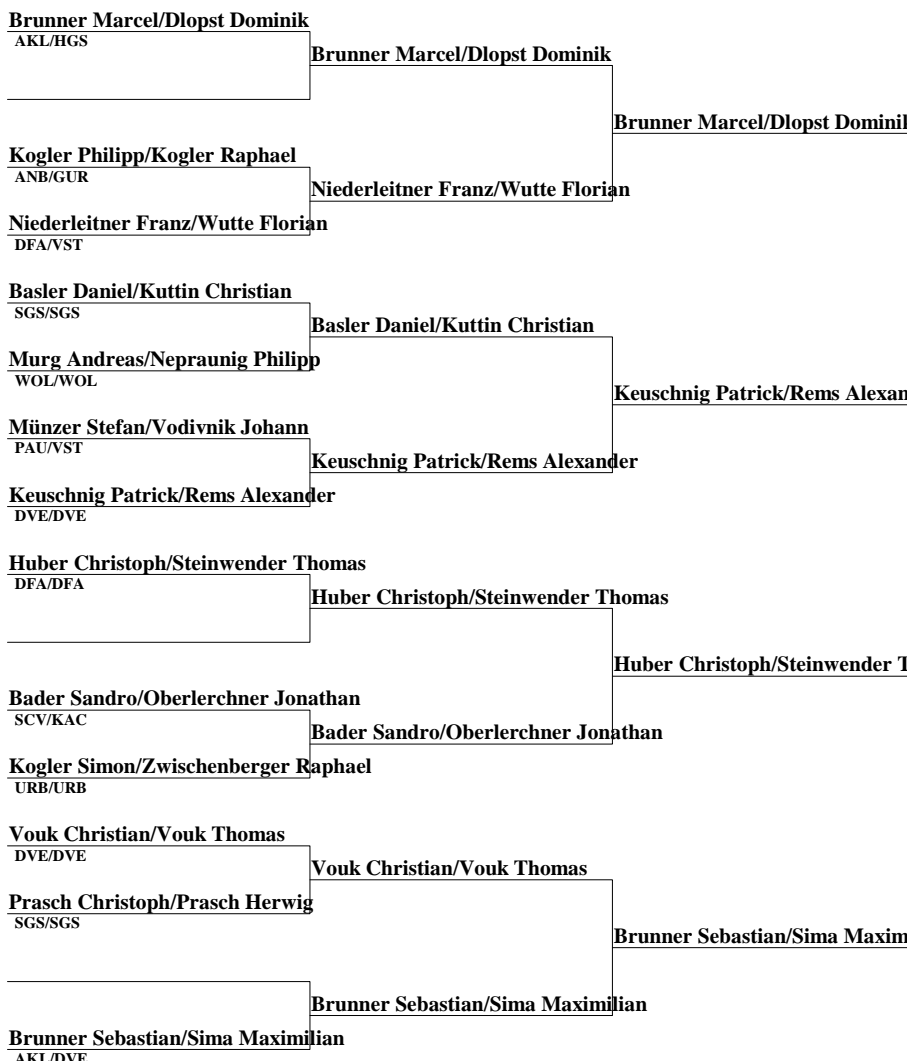 Brunner Marcel/Dlopst Dominik
AKL/HGS
Brunner Marcel/Dlopst Dominik
Brunner Marcel/Dlopst Dominik
Kogler Philipp/Kogler Raphael
ANB/GUR
Niederleitner Franz/Wutte Florian
Niederleitner Franz/Wutte Florian
DFA/VST
Basler Daniel/Kuttin Christian
SGS/SGS
Basler Daniel/Kuttin Christian
Murg Andreas/Nepraunig Philipp
WOL/WOL
Keuschnig Patrick/Rems Alexan
Münzer Stefan/Vodivnik Johann
PAU/VST
Keuschnig Patrick/Rems Alexander
Keuschnig Patrick/Rems Alexander
DVE/DVE
Huber Christoph/Steinwender Thomas
DFA/DFA
Huber Christoph/Steinwender Thomas
Huber Christoph/Steinwender T
Bader Sandro/Oberlerchner Jonathan
SCV/KAC
Bader Sandro/Oberlerchner Jonathan
Kogler Simon/Zwischenberger Raphael
URB/URB
Vouk Christian/Vouk Thomas
DVE/DVE
Vouk Christian/Vouk Thomas
Prasch Christoph/Prasch Herwig
SGS/SGS
Brunner Sebastian/Sima Maxim
Brunner Sebastian/Sima Maximilian
Brunner Sebastian/Sima Maximilian
AKL/DVE